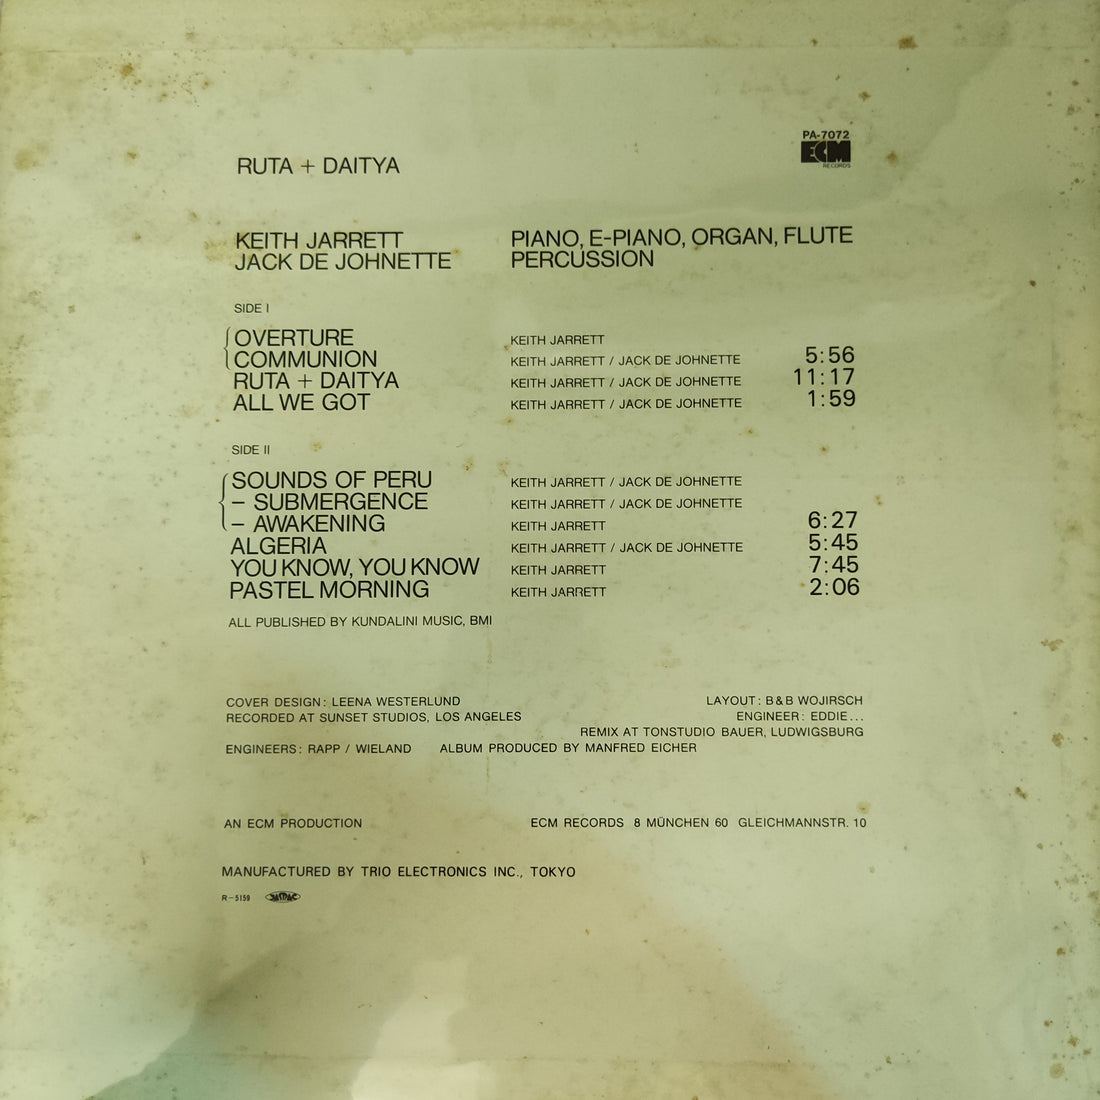 PA-7072
ECM
RECORDS
RUTA + DAITYA
KEITH JARRETT PIANO, E-PIANO, ORGAN, FLUTE
JACK DE JOHNETTE PERCUSSION
SIDE I
OVERTURE KEITH JARRETT
COMMUNION KEITH JARRETT / JACK DE JOHNETTE 5:56
RUTA + DAITYA KEITH JARRETT / JACK DE JOHNETTE 11:17
ALL WE GOT KEITH JARRETT / JACK DE JOHNETTE 1:59
SIDE II
SOUNDS OF PERU KEITH JARRETT / JACK DE JOHNETTE
– SUBMERGENCE KEITH JARRETT / JACK DE JOHNETTE
– AWAKENING KEITH JARRETT 6:27
ALGERIA KEITH JARRETT / JACK DE JOHNETTE 5:45
YOU KNOW, YOU KNOW KEITH JARRETT 7:45
PASTEL MORNING KEITH JARRETT 2:06
ALL PUBLISHED BY KUNDALINI MUSIC, BMI
COVER DESIGN: LEENA WESTERLUND LAYOUT: B&B WOJIRSCH
RECORDED AT SUNSET STUDIOS, LOS ANGELES ENGINEER: EDDIE...
REMIX AT TONSTUDIO BAUER, LUDWIGSBURG
ENGINEERS: RAPP / WIELAND ALBUM PRODUCED BY MANFRED EICHER
AN ECM PRODUCTION ECM RECORDS 8 MÜNCHEN 60 GLEICHMANNSTR. 10
MANUFACTURED BY TRIO ELECTRONICS INC., TOKYO
R-5159 JASRAC